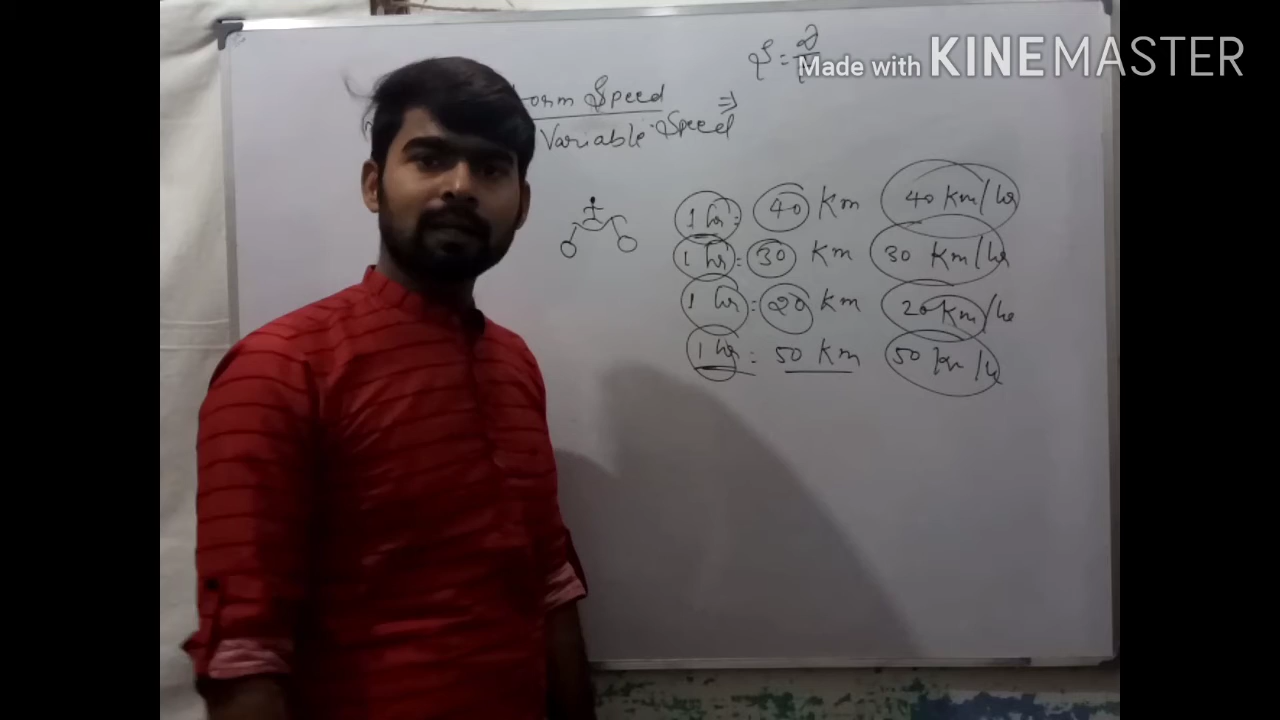 S = d
Made with KINEMASTER
orm Speed ⇒
Variable Speed
1 hr = 40 Km 40 Km/hr
1 hr = 30 Km 30 Km/hr
1 hr = 20 Km 20 Km/hr
1 hr = 50 Km 50 Km/hr